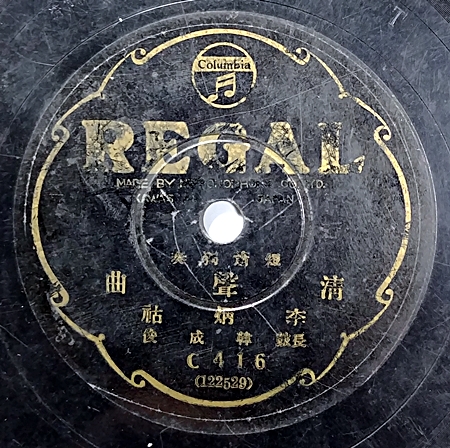 Columbia
REGAL
MADE BY CO., LTD.
JAPAN
短簫獨奏
清聲曲
李炳祜
長鼓 韓成俊
C416
(122529)